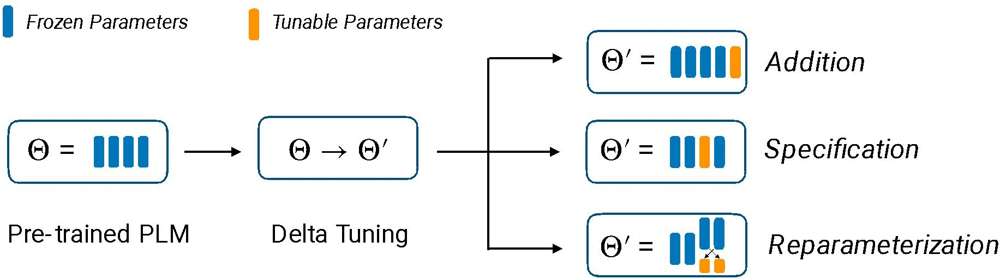 Frozen Parameters
Tunable Parameters
Θ′ =
Addition
Θ =
Θ → Θ′
Θ′ =
Specification
Pre-trained PLM
Delta Tuning
Θ′ =
Reparameterization